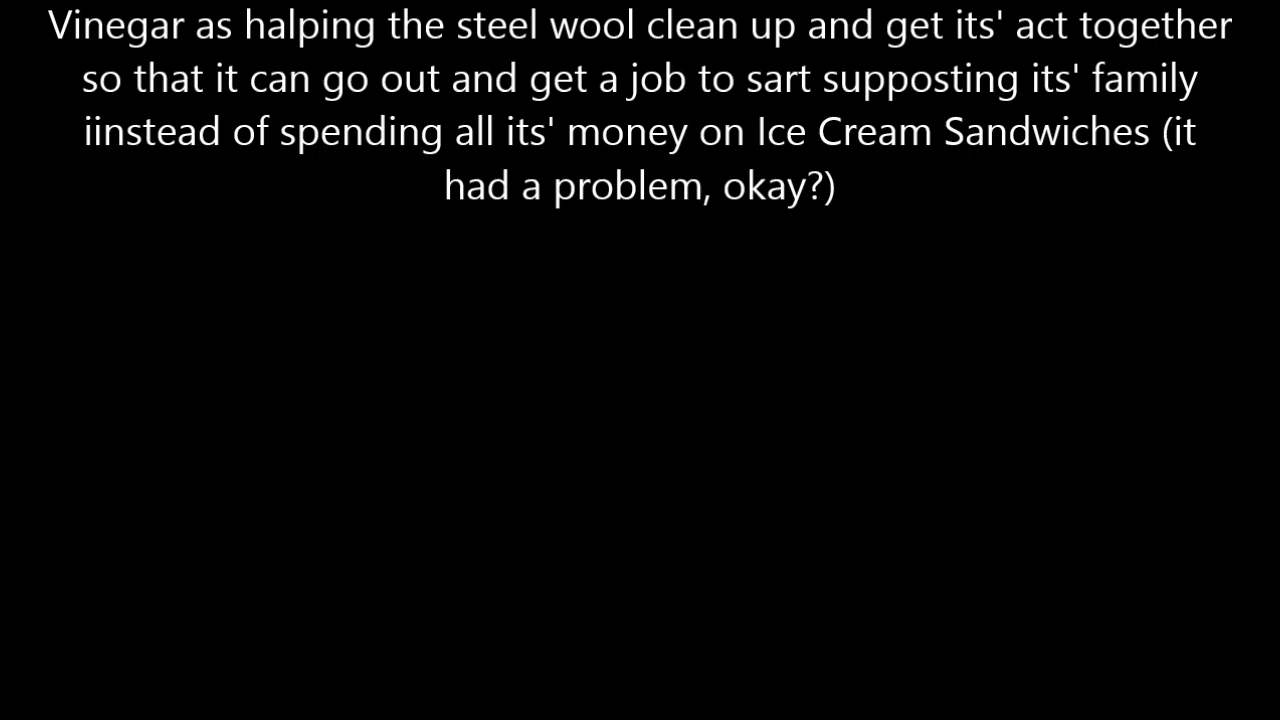 Vinegar as halping the steel wool clean up and get its' act together
so that it can go out and get a job to sart supposting its' family
iinstead of spending all its' money on Ice Cream Sandwiches (it
had a problem, okay?)